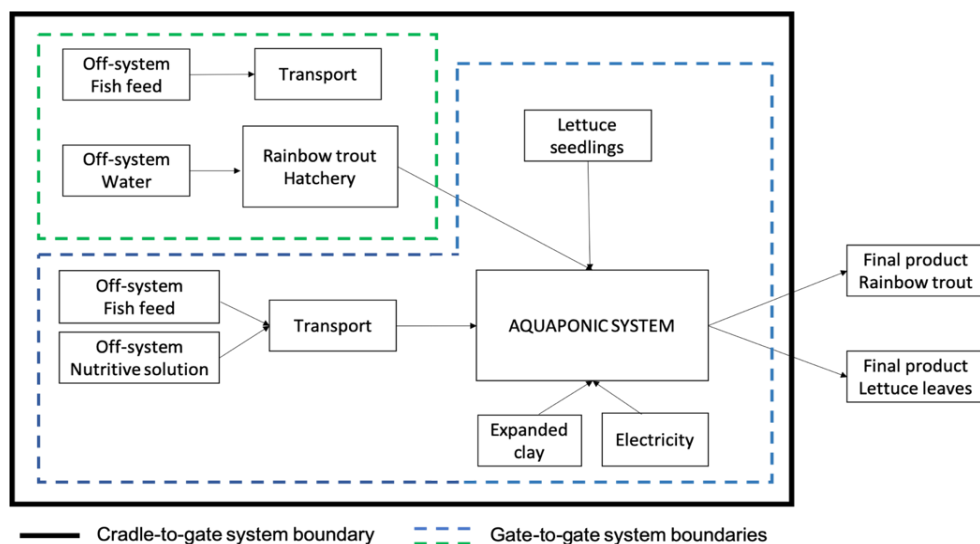 Off-system
Fish feed
Transport
Off-system
Water
Rainbow trout
Hatchery
Lettuce
seedlings
Off-system
Fish feed
Off-system
Nutritive solution
Transport
AQUAPONIC SYSTEM
Expanded
clay
Electricity
Final product
Rainbow trout
Final product
Lettuce leaves
Cradle-to-gate system boundary
Gate-to-gate system boundaries